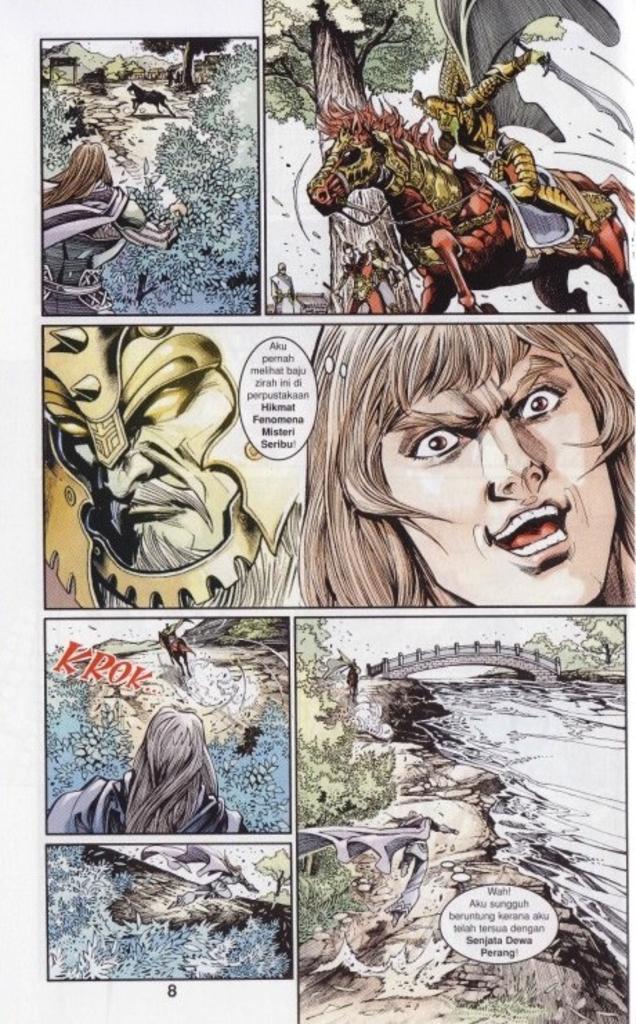 Aku
pernah
melihat baju
zirah ini di
perpustakaan
Hikmat
Fenomena
Misteri
Seribu!
KROK...
Wah!
Aku sungguh
beruntung kerana aku
telah tersua dengan
Senjata Dewa
Perang!
8